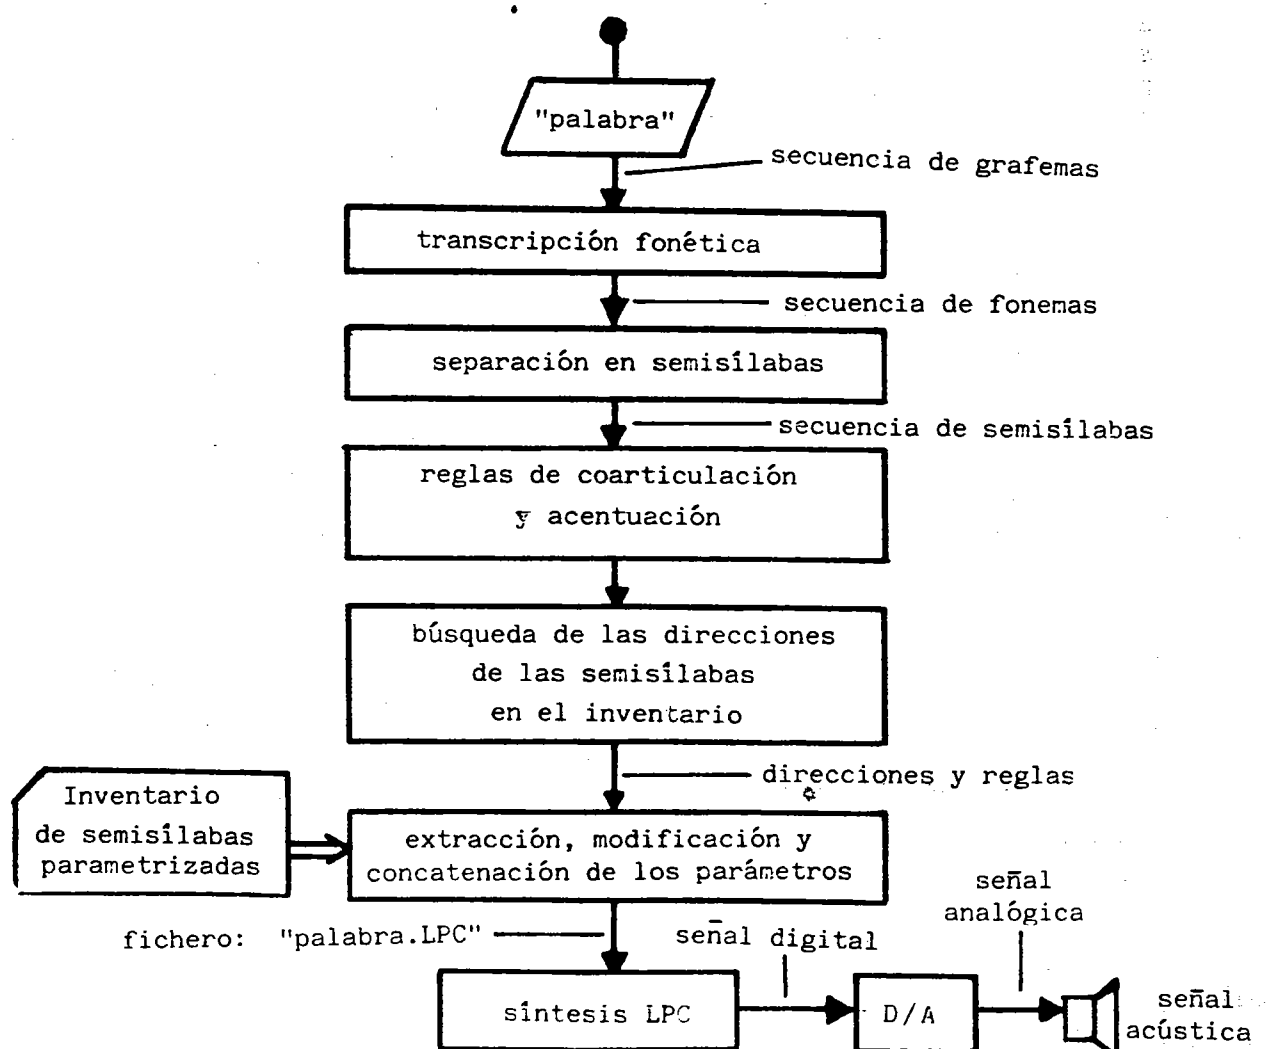 "palabra"
secuencia de grafemas
transcripción fonética
secuencia de fonemas
separación en semisílabas
secuencia de semisílabas
reglas de coarticulación
y acentuación
búsqueda de las direcciones
de las semisílabas
en el inventario
direcciones y reglas
Inventario
de semisílabas
parametrizadas
extracción, modificación y
concatenación de los parámetros
fichero: "palabra.LPC"
señal digital
señal
analógica
síntesis LPC
D/A
señal
acústica